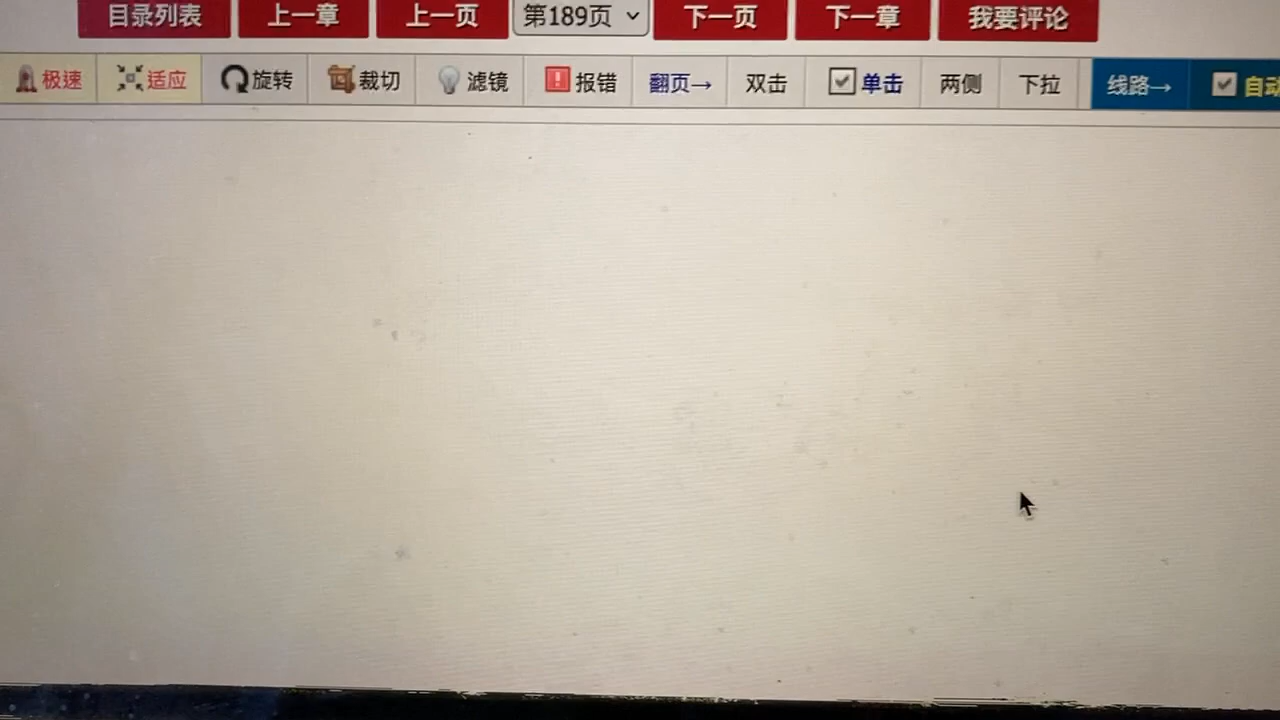 目录列表 上一章 上一页 第189页 下一页 下一章 我要评论
极速 适应 旋转 裁切 滤镜 报错 翻页→ 双击 单击 两侧 下拉 线路→ 自动